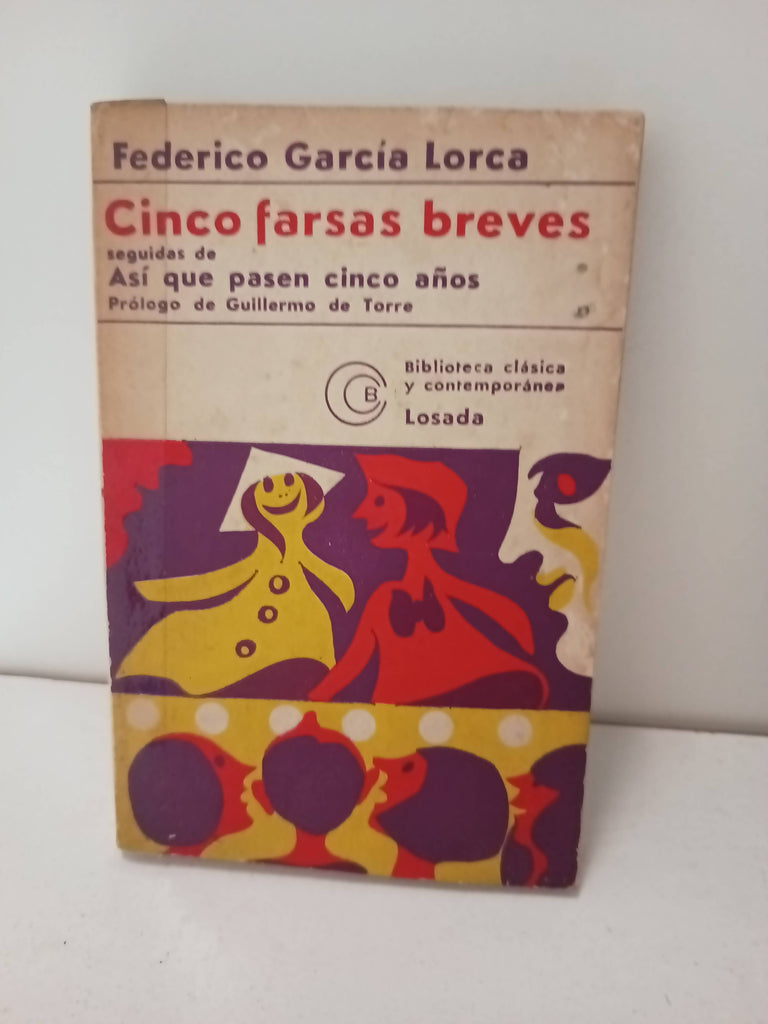 Federico García Lorca
Cinco farsas breves
seguidas de
Así que pasen cinco años
Prólogo de Guillermo de Torre
B
Biblioteca clásica
y contemporánea
Losada